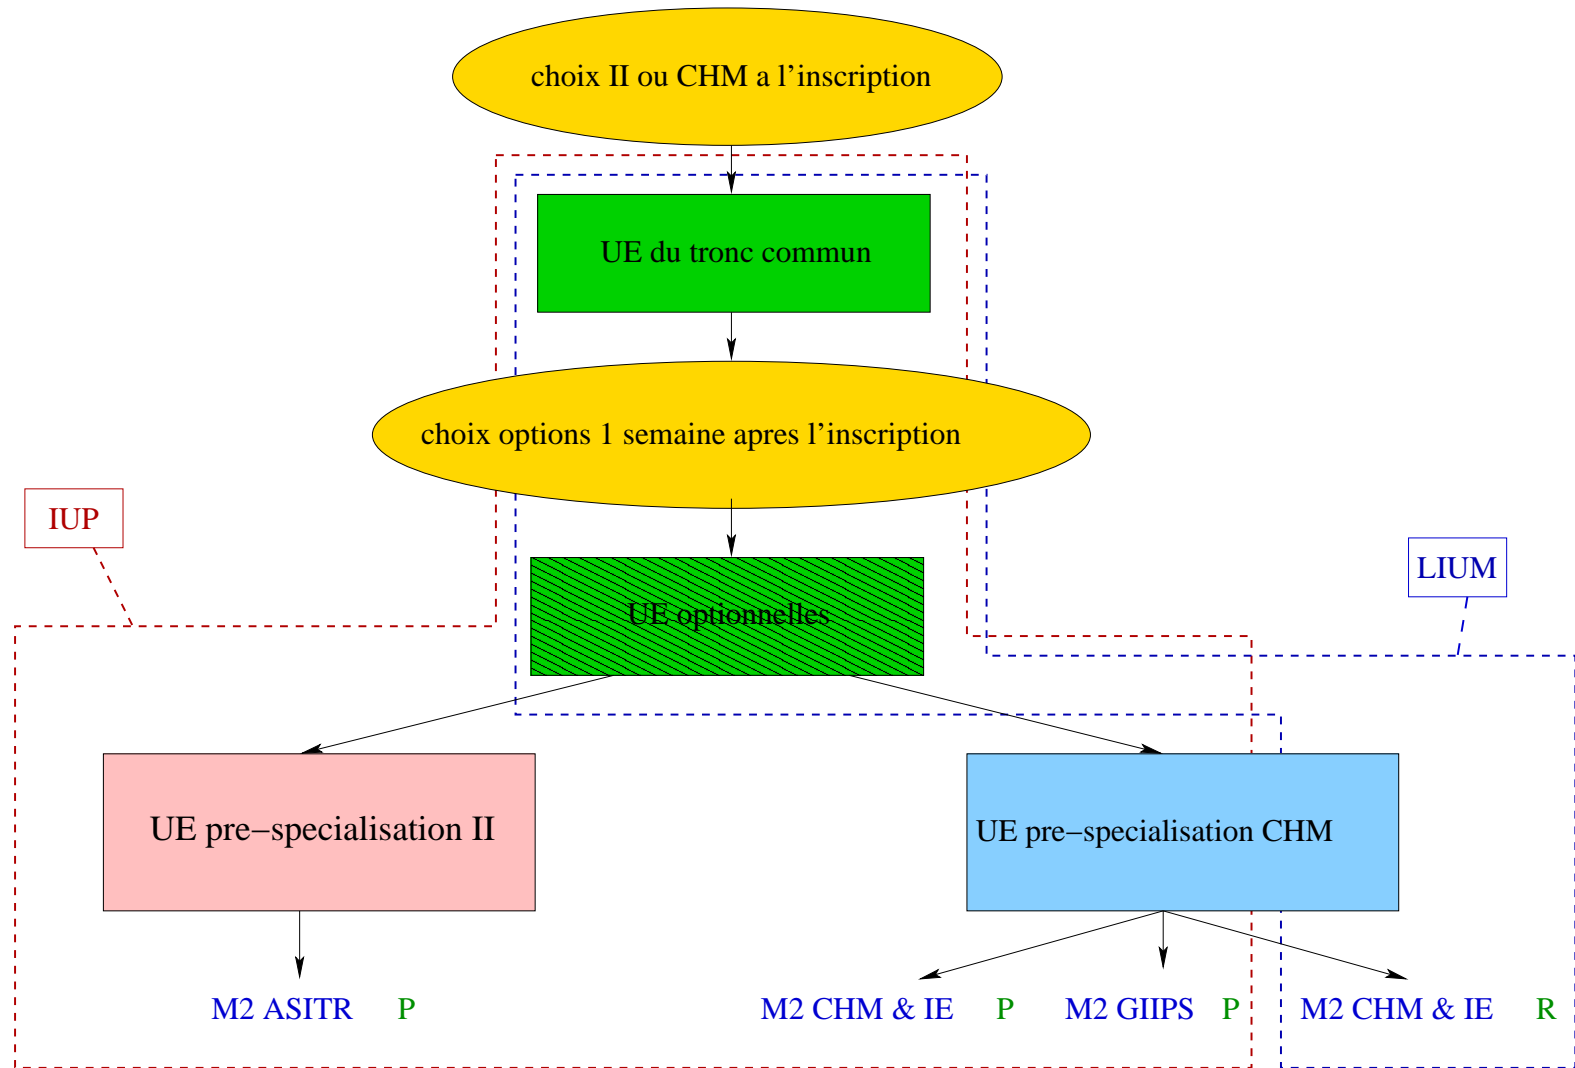 choix II ou CHM a l’inscription
UE du tronc commun
choix options 1 semaine apres l’inscription
IUP
LIUM
UE optionnelles
UE pre−specialisation II
UE pre−specialisation CHM
M2 ASITR P
M2 CHM & IE P
M2 GIIPS P
M2 CHM & IE R